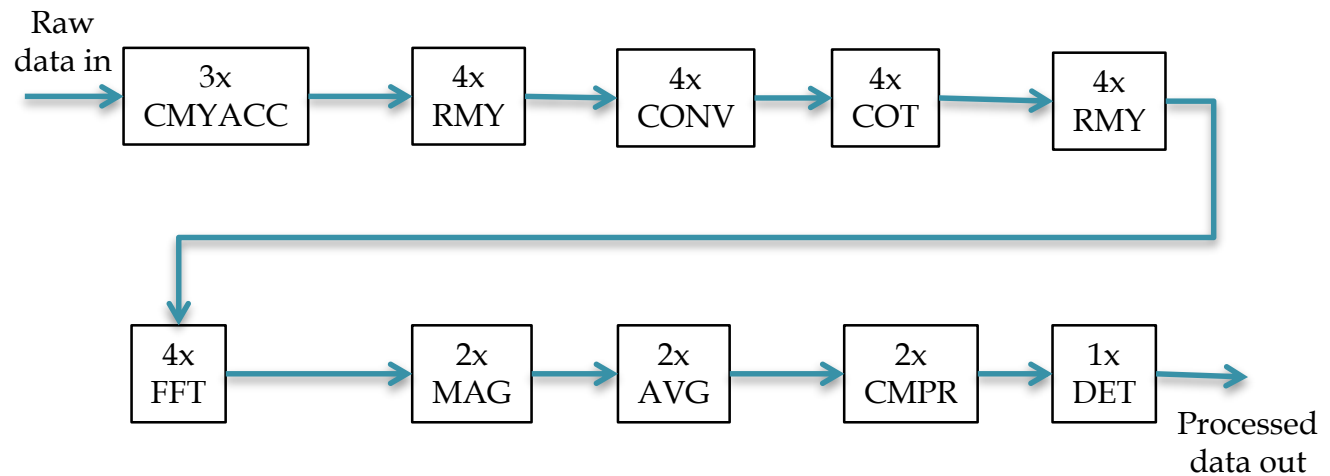 Raw
data in
3x
CMYACC
4x
RMY
4x
CONV
4x
COT
4x
RMY
4x
FFT
2x
MAG
2x
AVG
2x
CMPR
1x
DET
Processed
data out